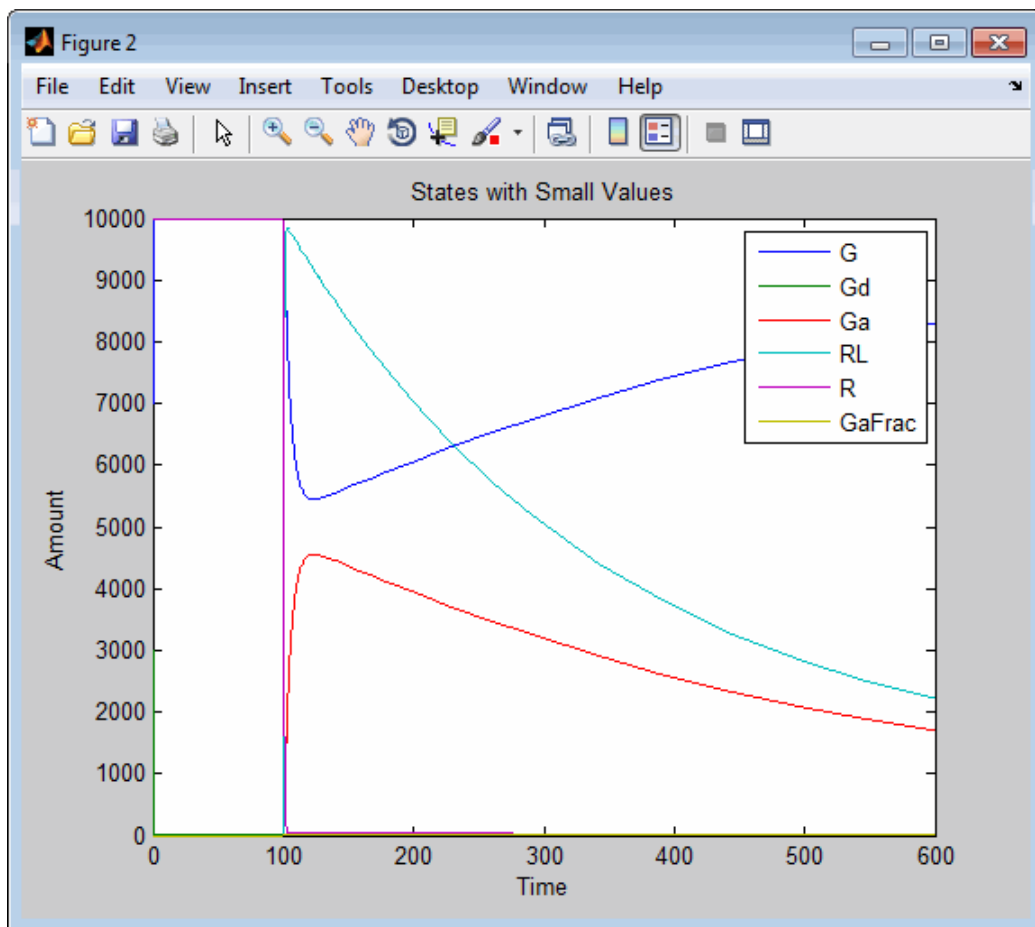 Figure 2
File Edit View Insert Tools Desktop Window Help
States with Small Values
10000
9000
8000
7000
6000
5000
4000
3000
2000
1000
0
Amount
G
Gd
Ga
RL
R
GaFrac
0 100 200 300 400 500 600
Time